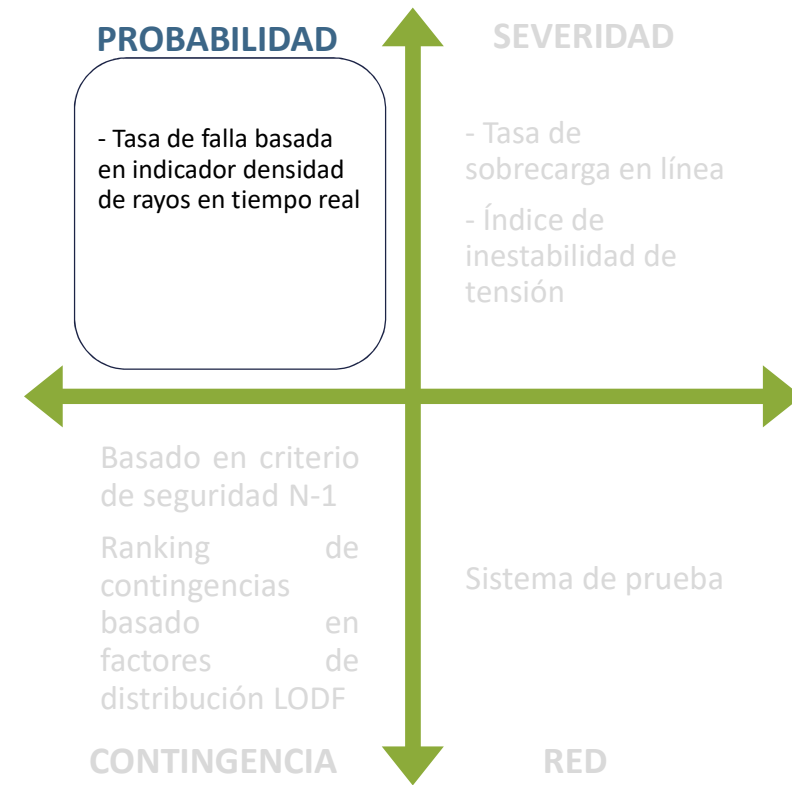 PROBABILIDAD
- Tasa de falla basada
en indicador densidad
de rayos en tiempo real
SEVERIDAD
- Tasa de
sobrecarga en línea
- Índice de
inestabilidad de
tensión
Basado en criterio
de seguridad N-1
Ranking de
contingencias
basado en
factores de
distribución LODF
CONTINGENCIA
Sistema de prueba
RED